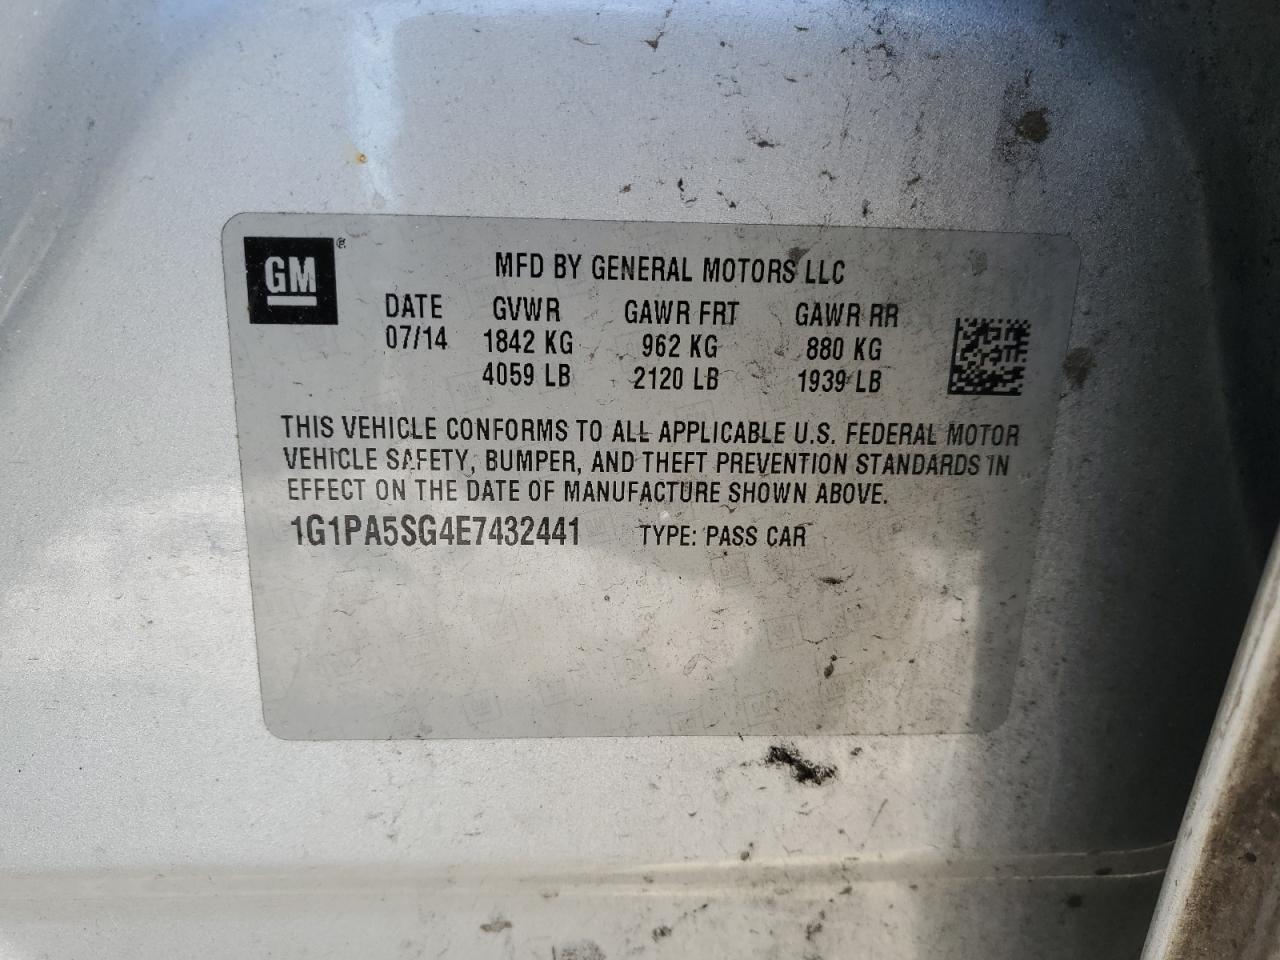 GM ®
MFD BY GENERAL MOTORS LLC
DATE GVWR GAWR FRT GAWR RR
07/14 1842 KG 962 KG 880 KG
4059 LB 2120 LB 1939 LB
THIS VEHICLE CONFORMS TO ALL APPLICABLE U.S. FEDERAL MOTOR
VEHICLE SAFETY, BUMPER, AND THEFT PREVENTION STANDARDS IN
EFFECT ON THE DATE OF MANUFACTURE SHOWN ABOVE.
1G1PA5SG4E7432441 TYPE: PASS CAR